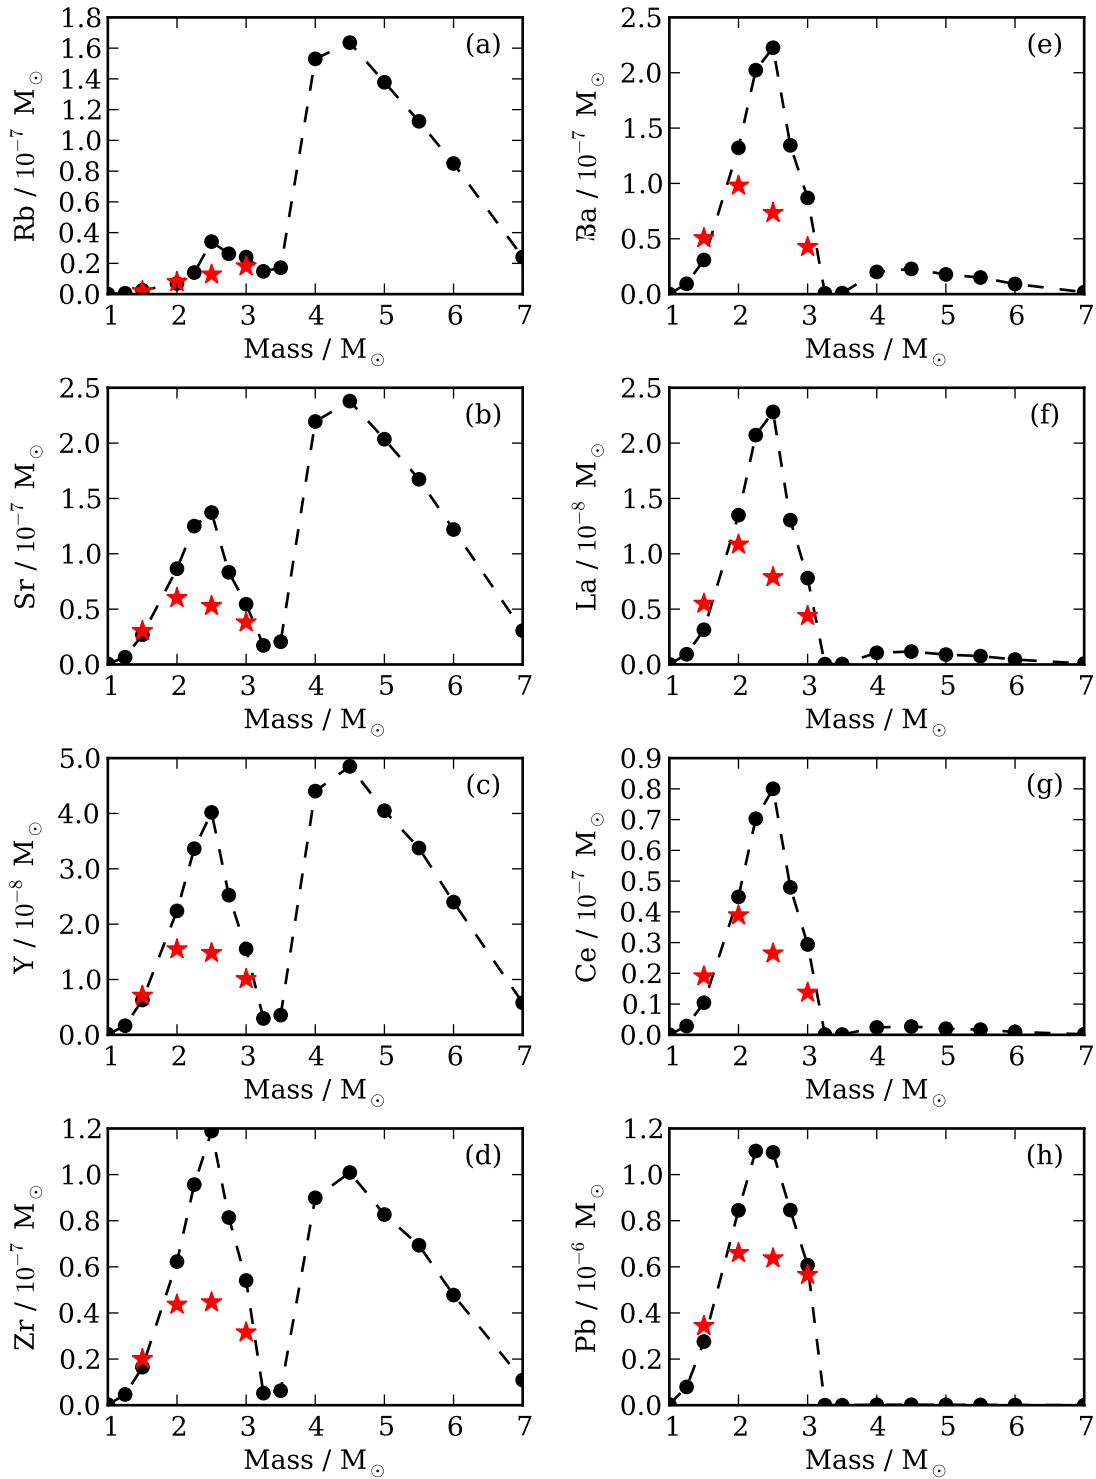 (a)
Rb / 10⁻⁷ M☉
1.8
1.6
1.4
1.2
1.0
0.8
0.6
0.4
0.2
0.0
1 2 3 4 5 6 7
Mass / M☉
(e)
Ba / 10⁻⁷ M☉
2.5
2.0
1.5
1.0
0.5
0.0
1 2 3 4 5 6 7
Mass / M☉
(b)
Sr / 10⁻⁷ M☉
2.5
2.0
1.5
1.0
0.5
0.0
1 2 3 4 5 6 7
Mass / M☉
(f)
La / 10⁻⁸ M☉
2.5
2.0
1.5
1.0
0.5
0.0
1 2 3 4 5 6 7
Mass / M☉
(c)
Y / 10⁻⁸ M☉
5.0
4.0
3.0
2.0
1.0
0.0
1 2 3 4 5 6 7
Mass / M☉
(g)
Ce / 10⁻⁷ M☉
0.9
0.8
0.7
0.6
0.5
0.4
0.3
0.2
0.1
0.0
1 2 3 4 5 6 7
Mass / M☉
(d)
Zr / 10⁻⁷ M☉
1.2
1.0
0.8
0.6
0.4
0.2
0.0
1 2 3 4 5 6 7
Mass / M☉
(h)
Pb / 10⁻⁶ M☉
1.2
1.0
0.8
0.6
0.4
0.2
0.0
1 2 3 4 5 6 7
Mass / M☉